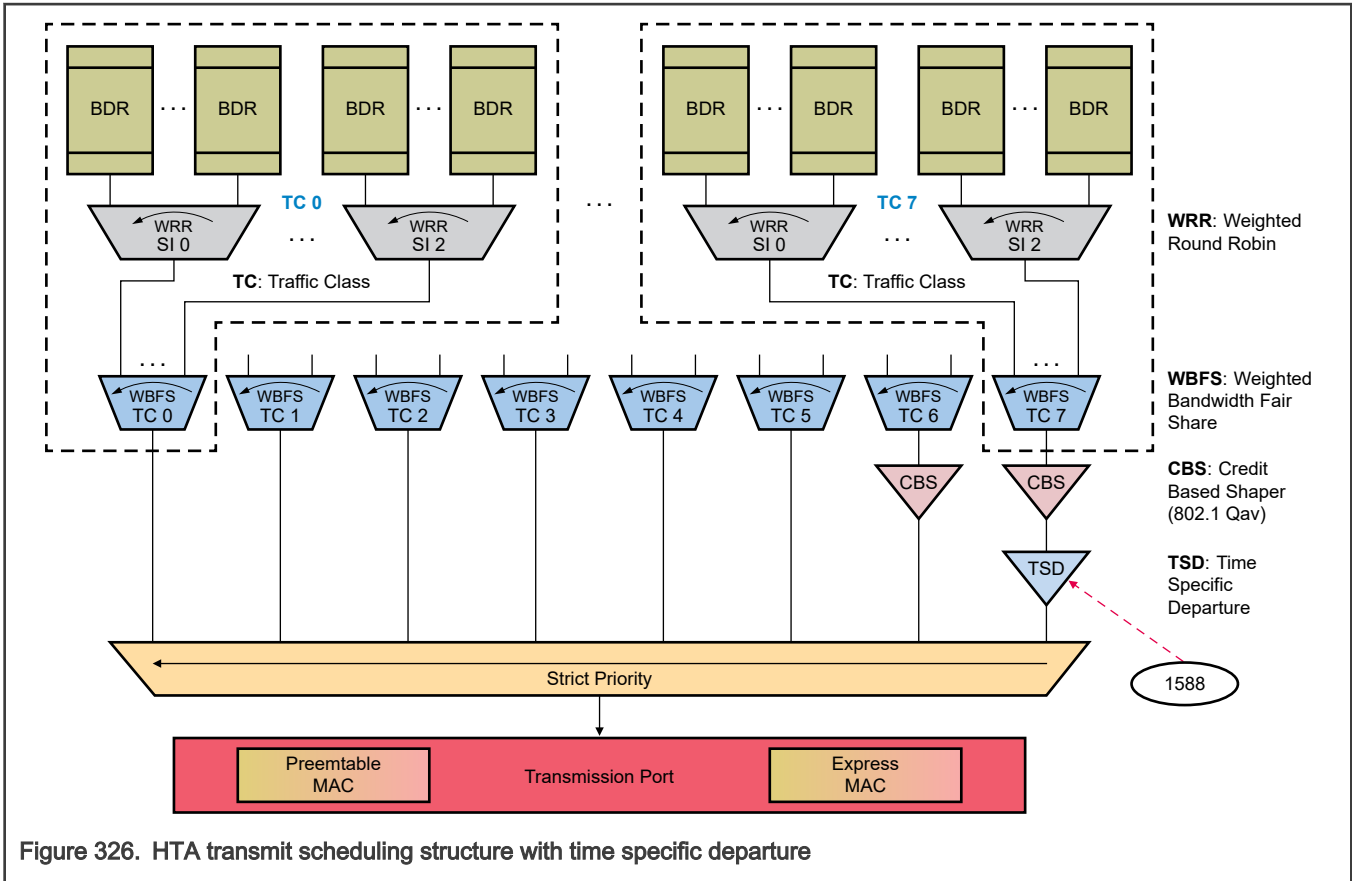 BDR ... BDR BDR ... BDR BDR ... BDR BDR ... BDR
TC 0 ... TC 7
WRR WRR WRR WRR
SI 0 ... SI 2 SI 0 ... SI 2
WRR: Weighted
Round Robin
TC: Traffic Class TC: Traffic Class
... ...
WBFS WBFS WBFS WBFS WBFS WBFS WBFS WBFS
TC 0 TC 1 TC 2 TC 3 TC 4 TC 5 TC 6 TC 7
WBFS: Weighted
Bandwidth Fair
Share
CBS CBS
CBS: Credit
Based Shaper
(802.1 Qav)
TSD
TSD: Time
Specific
Departure
Strict Priority
1588
Preemtable
MAC
Transmission Port
Express
MAC
Figure 326. HTA transmit scheduling structure with time specific departure